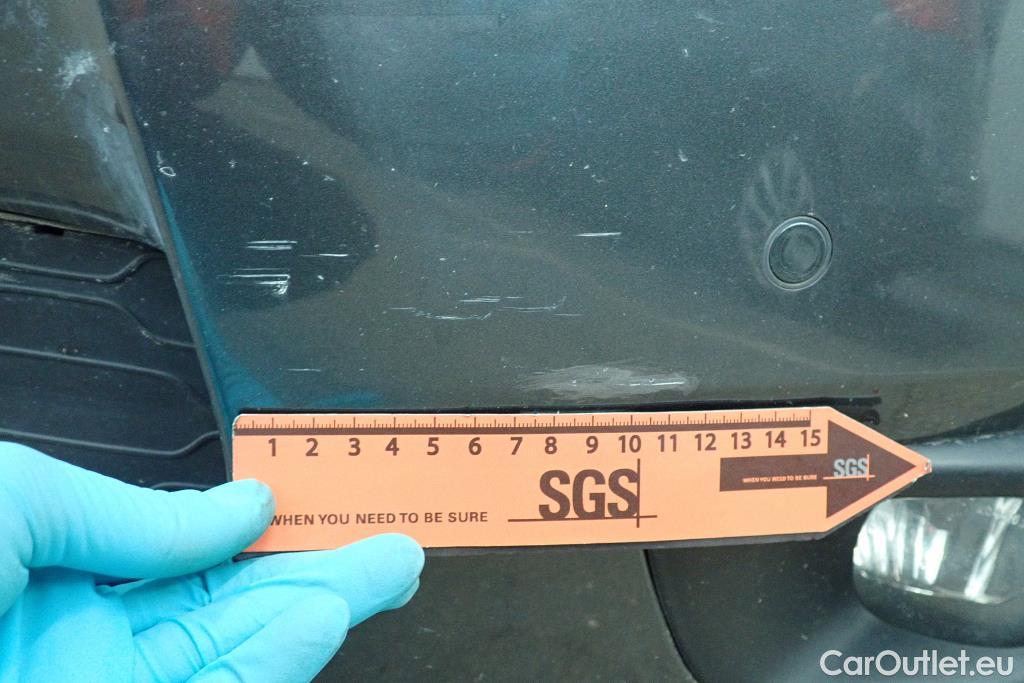 1 2 3 4 5 6 7 8 9 10 11 12 13 14 15
SGS
WHEN YOU NEED TO BE SURE
WHEN YOU NEED TO BE SURE
SGS
CarOutlet.eu